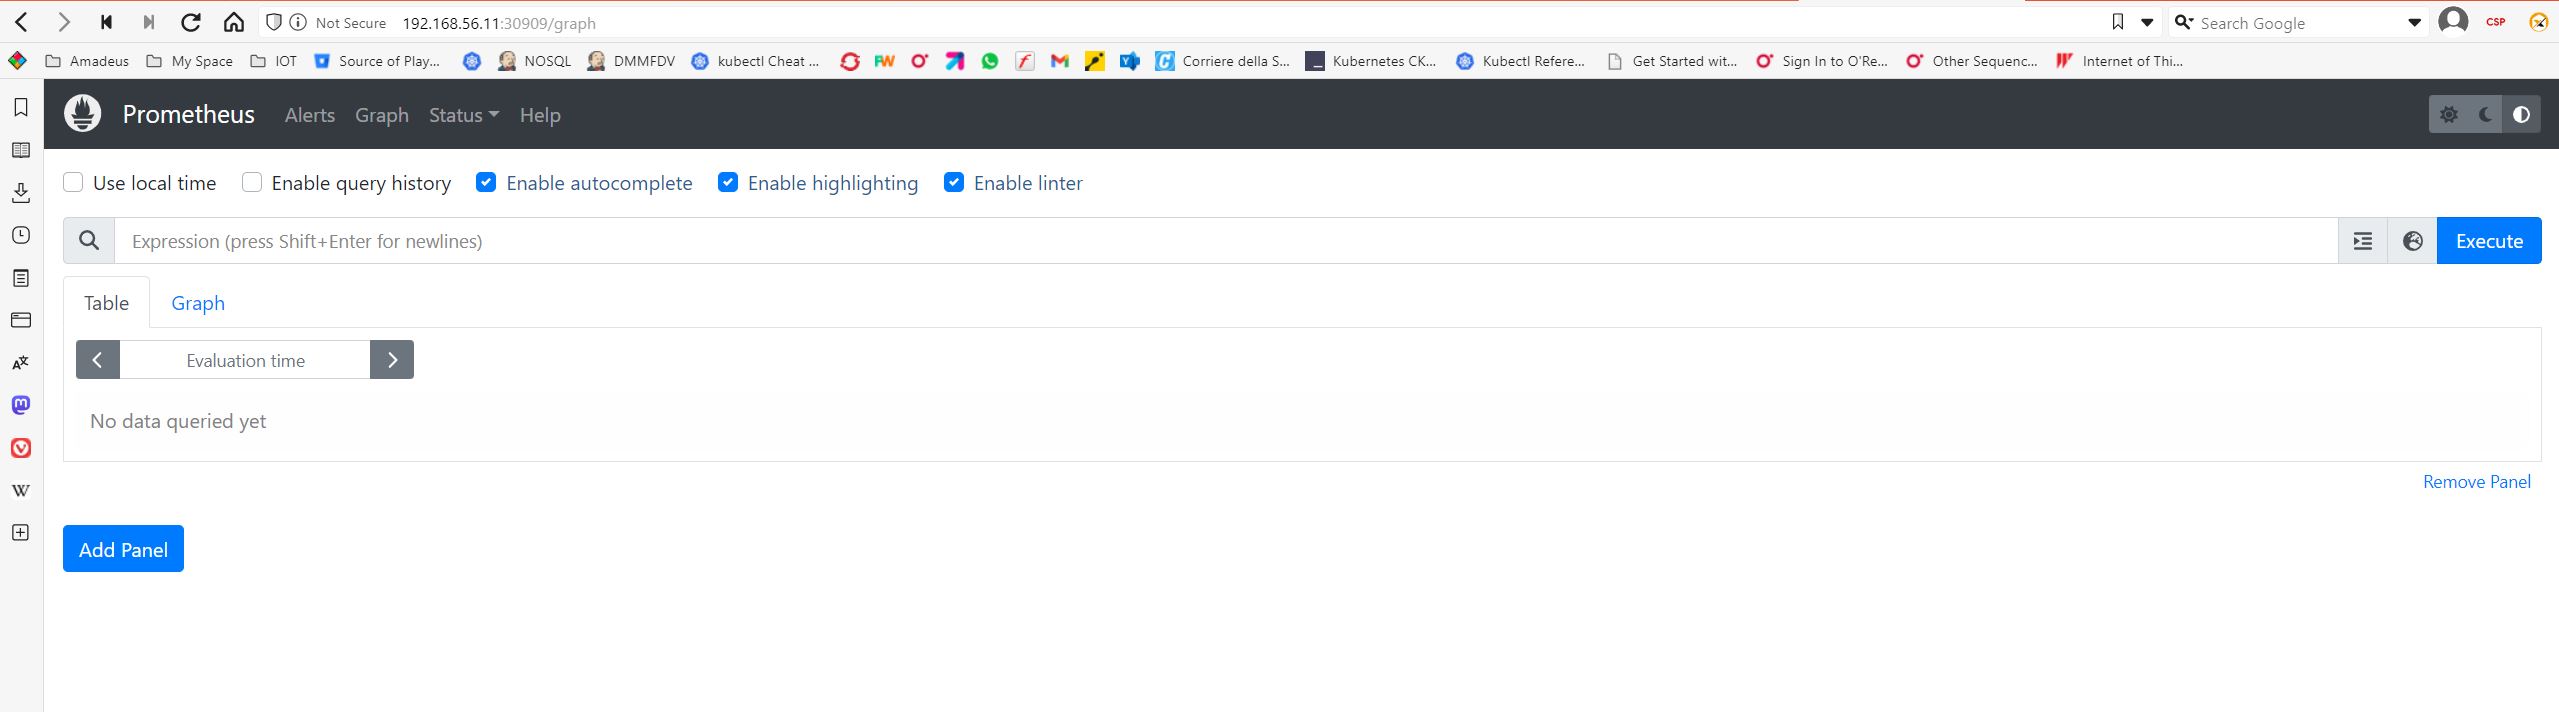 Not Secure 192.168.56.11:30909/graph Search Google CSP
Amadeus My Space IOT Source of Play... NOSQL DMMFDV kubectl Cheat ... FW Corriere della S... Kubernetes CK... Kubectl Refere... Get Started wit... Sign In to O'Re... Other Sequenc... Internet of Thi...
Prometheus Alerts Graph Status Help
Use local time Enable query history Enable autocomplete Enable highlighting Enable linter
Expression (press Shift+Enter for newlines) Execute
Table Graph
Evaluation time
No data queried yet
Remove Panel
Add Panel